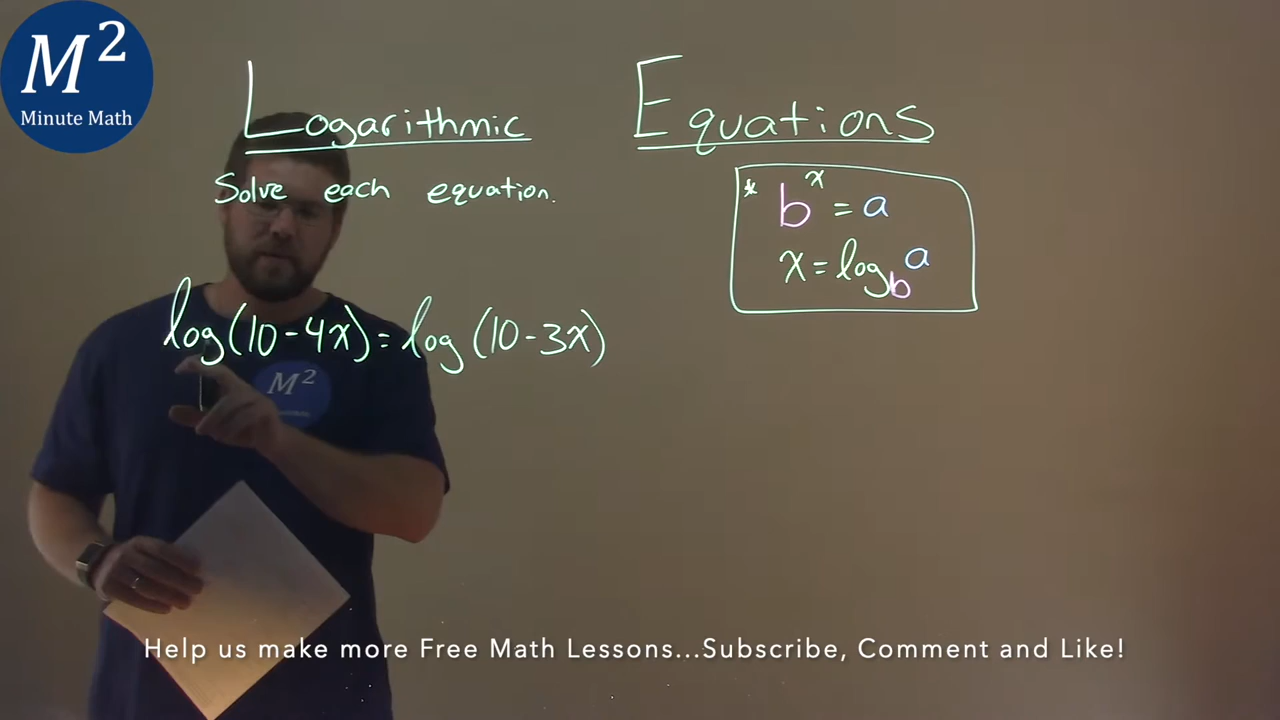 M²
Minute Math
Logarithmic Equations
Solve each equation.
* bˣ = a
x = log_b a
log(10-4x) = log(10-3x)
M²
Help us make more Free Math Lessons...Subscribe, Comment and Like!